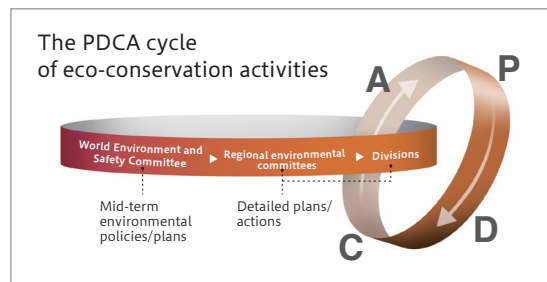 The PDCA cycle
of eco-conservation activities
A
P
World Environment and
Safety Committee
Regional environmental
committees
Divisions
Mid-term
environmental
policies/plans
Detailed plans/
actions
C
D